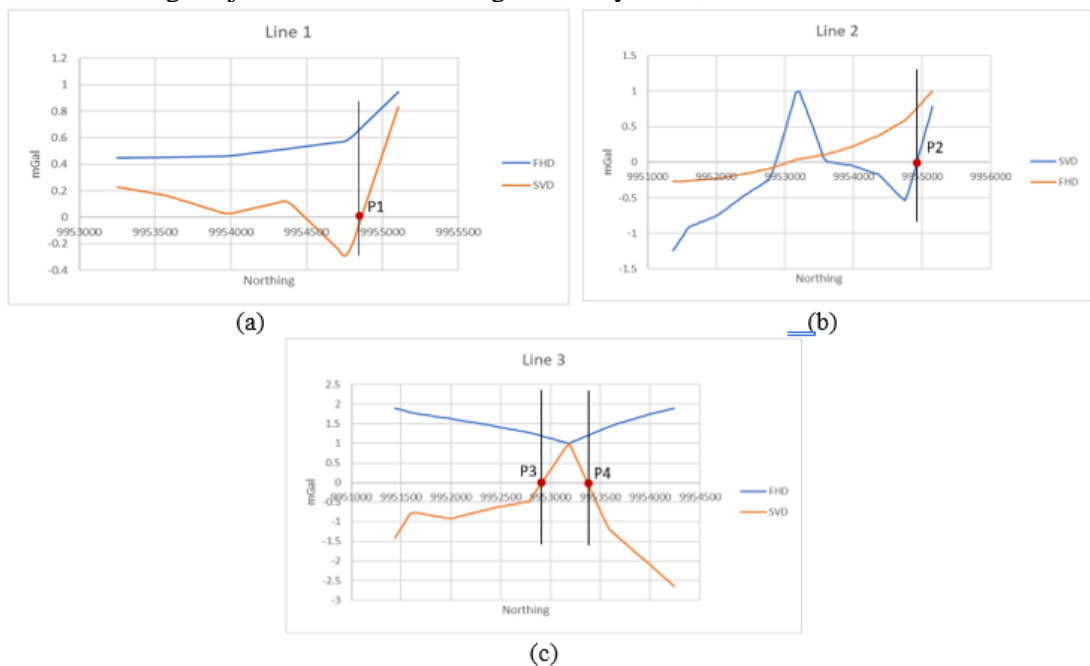 Line 1
1.2
1
0.8
0.6
0.4
0.2
0
-0.2
-0.4
mGal
9953000 9953500 9954000 9954500 9955000 9955500
P1
FHD
SVD
Northing
(a)
Line 2
1.5
1
0.5
0
-0.5
-1
-1.5
mGal
9951000 9952000 9953000 9954000 9955000 9956000
P2
SVD
FHD
Northing
(b)
Line 3
2.5
2
1.5
1
0.5
0
-0.5
-1
-1.5
-2
-2.5
-3
mGal
P3 P4
9951000 9951500 9952000 9952500 9953000 9953500 9954000 9954500
FHD
SVD
Northing
(c)